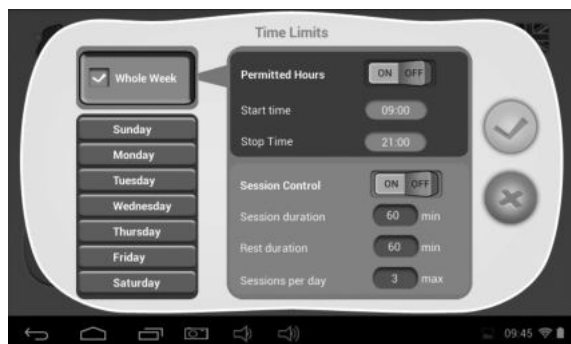 Time Limits
Whole Week
Sunday
Monday
Tuesday
Wednesday
Thursday
Friday
Saturday
Permitted Hours ON OFF
Start time 09:00
Stop Time 21:00
Session Control ON OFF
Session duration 60 min
Rest duration 60 min
Sessions per day 3 max
09:45